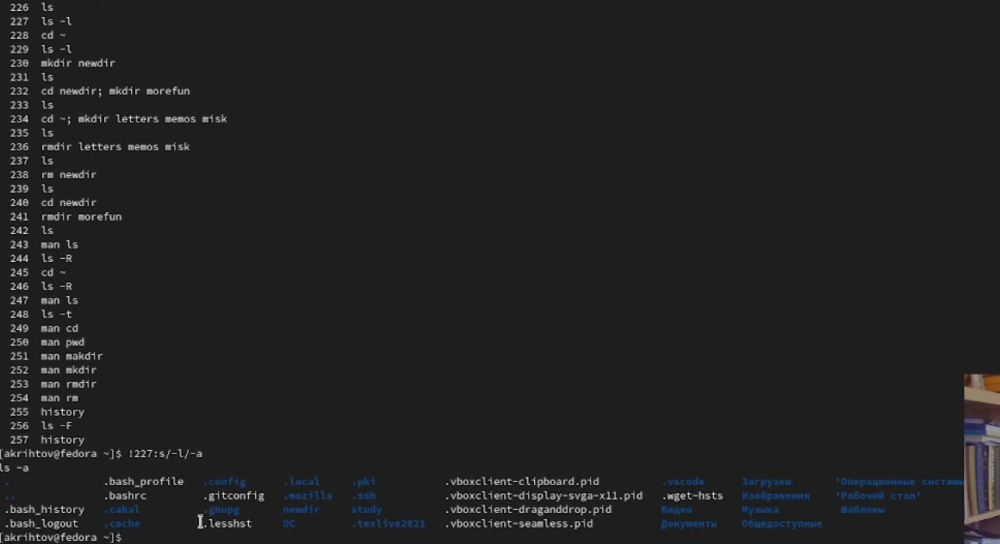 226 ls
227 ls -l
228 cd ~
229 ls -l
230 mkdir newdir
231 ls
232 cd newdir; mkdir morefun
233 ls
234 cd ~; mkdir letters memos misk
235 ls
236 rmdir letters memos misk
237 ls
238 rm newdir
239 ls
240 cd newdir
241 rmdir morefun
242 ls
243 man ls
244 ls -R
245 cd ~
246 ls -R
247 man ls
248 ls -t
249 man cd
250 man pwd
251 man makdir
252 man mkdir
253 man rmdir
254 man rm
255 history
256 ls -F
257 history
[akrihtov@fedora ~]$ !227:s/-l/-a
ls -a
. .bash_profile .config .local .pki .vboxclient-clipboard.pid .vscode Загрузки 'Операционные системы
.. .bashrc .gitconfig .mozilla .ssh .vboxclient-display-svga-x11.pid .wget-hsts Изображения 'Рабочий стол'
.bash_history .cabal .gnupg newdir study .vboxclient-draganddrop.pid Видео Музыка Шаблоны
.bash_logout .cache .lesshst ОС .texlive2021 .vboxclient-seamless.pid Документы Общедоступные
[akrihtov@fedora ~]$